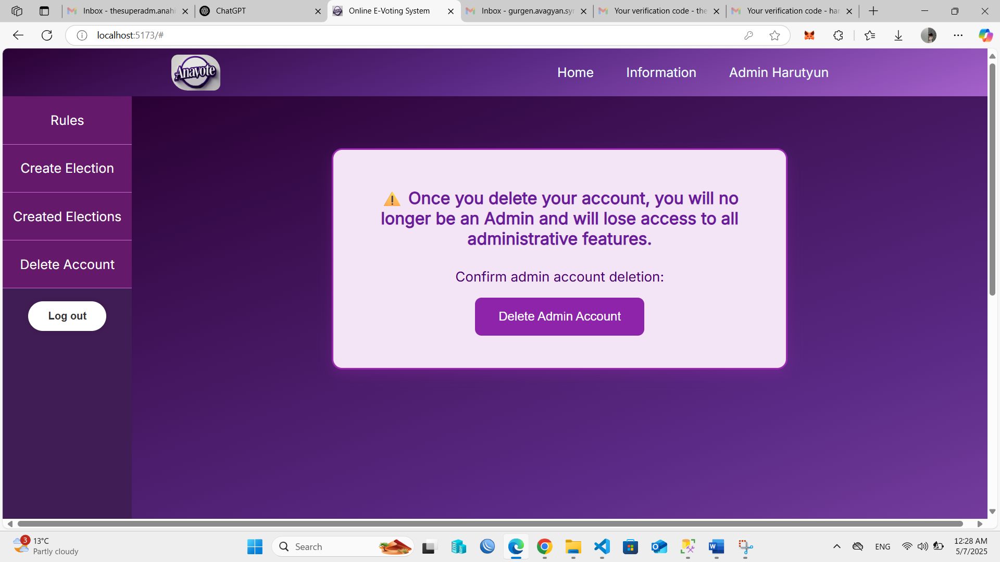 Inbox - thesuperadm.anahi
ChatGPT
Online E-Voting System
Inbox - gurgen.avagyan.syr
Your verification code - the
Your verification code - har
localhost:5173/#
Anavote
Home
Information
Admin Harutyun
Rules
Create Election
Created Elections
Delete Account
Log out
⚠️ Once you delete your account, you will no
longer be an Admin and will lose access to all
administrative features.
Confirm admin account deletion:
Delete Admin Account
3
13°C
Partly cloudy
Search
ENG
12:28 AM
5/7/2025